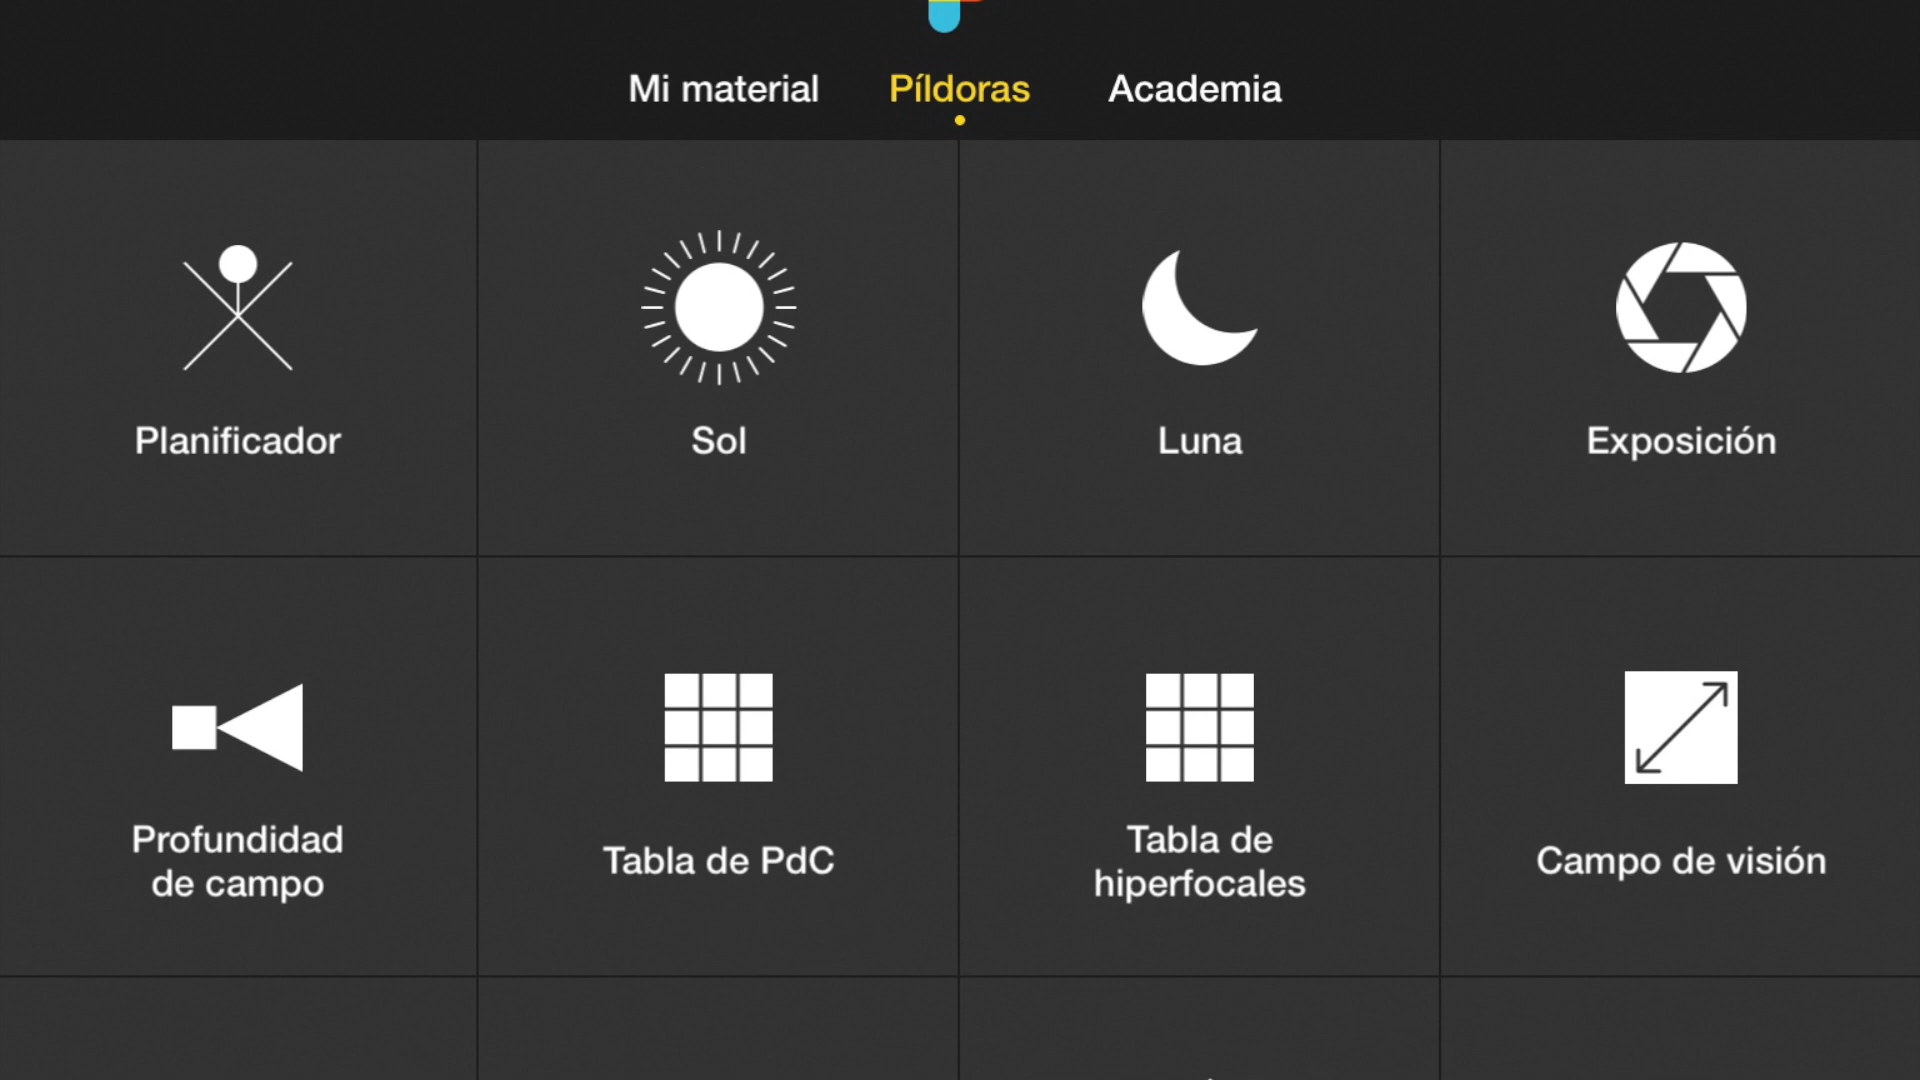 Mi material Píldoras Academia
Planificador Sol Luna Exposición
Profundidad
de campo
Tabla de PdC
Tabla de
hiperfocales
Campo de visión